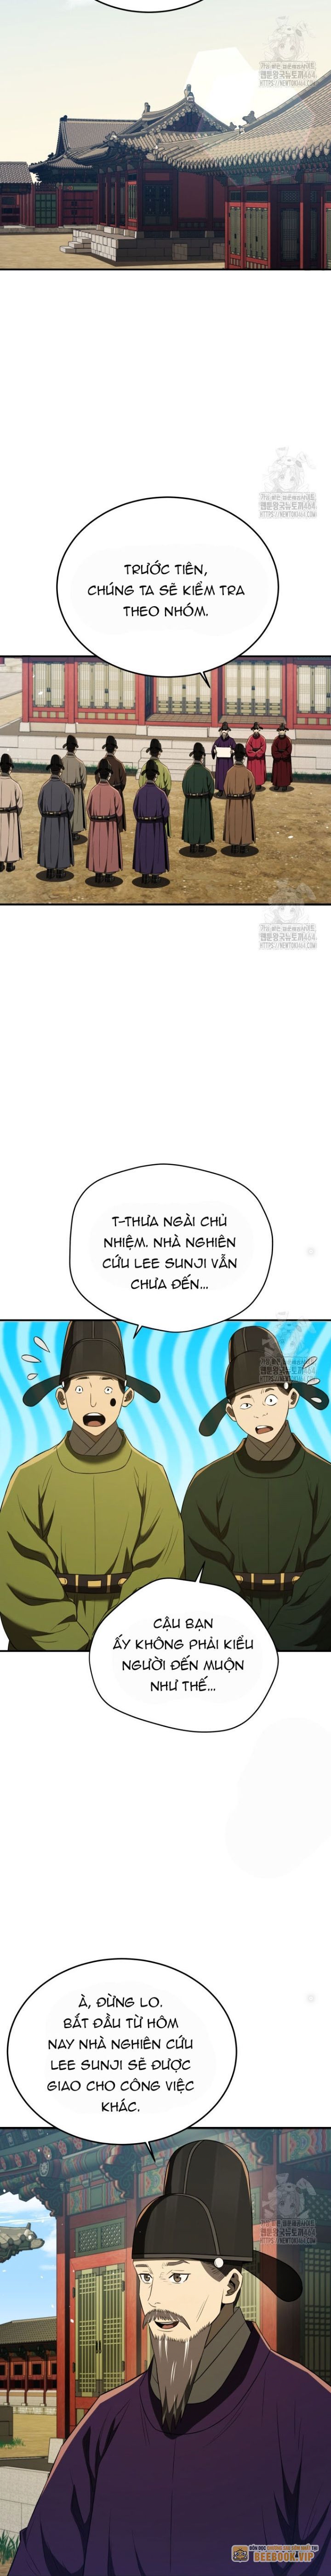 TRƯỚC TIÊN,
CHÚNG TA SẼ KIỂM TRA
THEO NHÓM.
T-THƯA NGÀI CHỦ
NHIỆM. NHÀ NGHIÊN
CỨU LEE SUNJI VẪN
CHƯA ĐẾN...
CẬU BẠN
ẤY KHÔNG PHẢI KIỂU
NGƯỜI ĐẾN MUỘN
NHƯ THẾ...
À, ĐỪNG LO.
BẮT ĐẦU TỪ HÔM
NAY NHÀ NGHIÊN CỨU
LEE SUNJI SẼ ĐƯỢC
GIAO CHO CÔNG VIỆC
KHÁC.
BEEBOOK.VIP